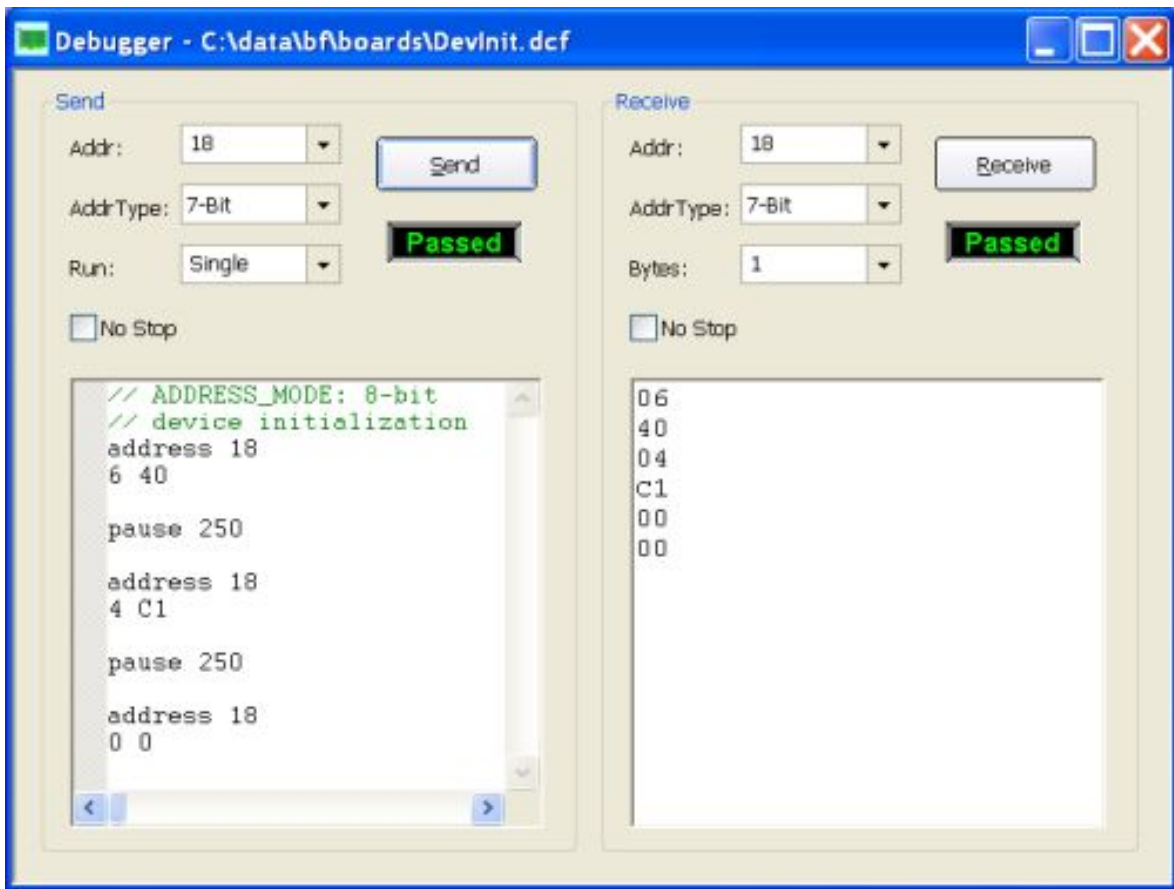 Debugger - C:\data\bf\boards\DevInit.dcf
Send
Addr: 18
Send
AddrType: 7-Bit
Passed
Run: Single
No Stop
// ADDRESS_MODE: 8-bit
// device initialization
address 18
6 40
pause 250
address 18
4 C1
pause 250
address 18
0 0
Receive
Addr: 18
Receive
AddrType: 7-Bit
Passed
Bytes: 1
No Stop
06
40
04
C1
00
00